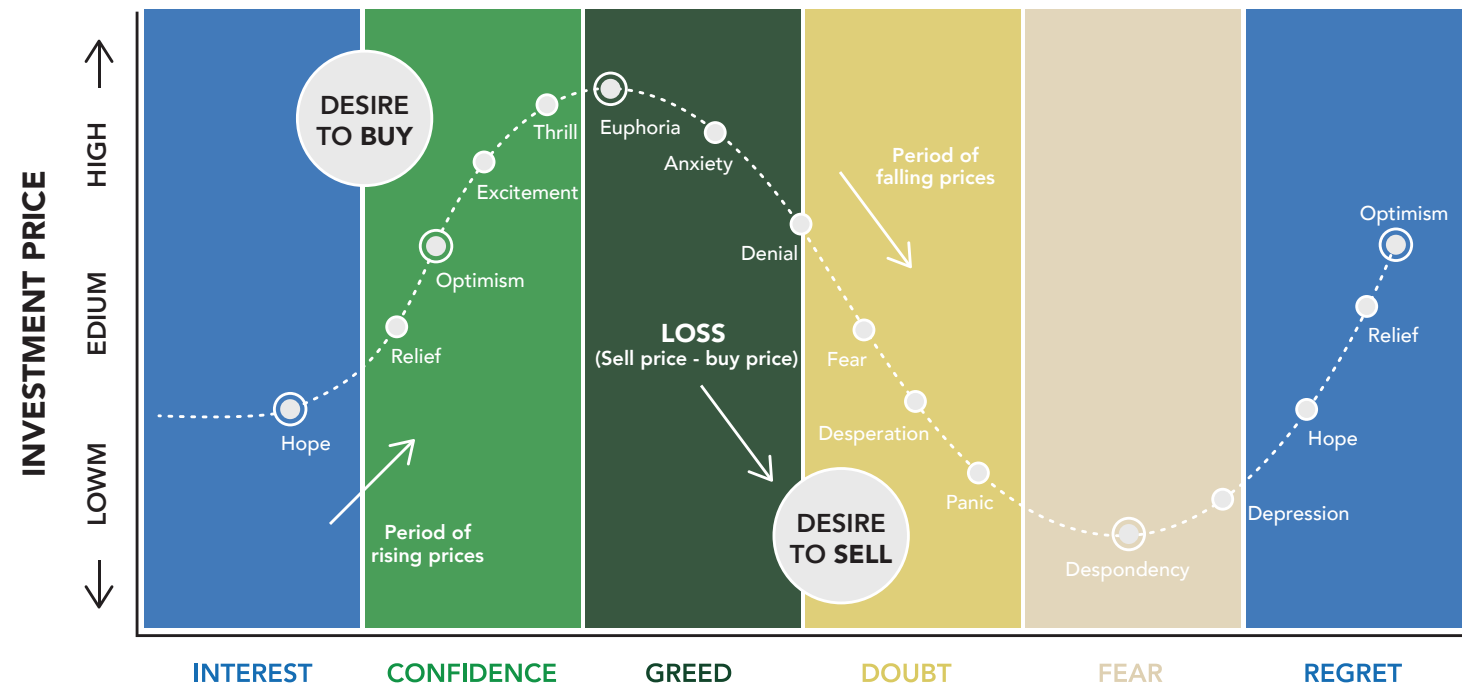 INVESTMENT PRICE
HIGH
EDIUM
LOWM
DESIRE
TO BUY
Hope
Relief
Optimism
Excitement
Thrill
Period of
rising prices
Euphoria
Anxiety
Denial
LOSS
(Sell price - buy price)
DESIRE
TO SELL
Period of
falling prices
Fear
Desperation
Panic
Despondency
Depression
Hope
Relief
Optimism
INTEREST
CONFIDENCE
GREED
DOUBT
FEAR
REGRET